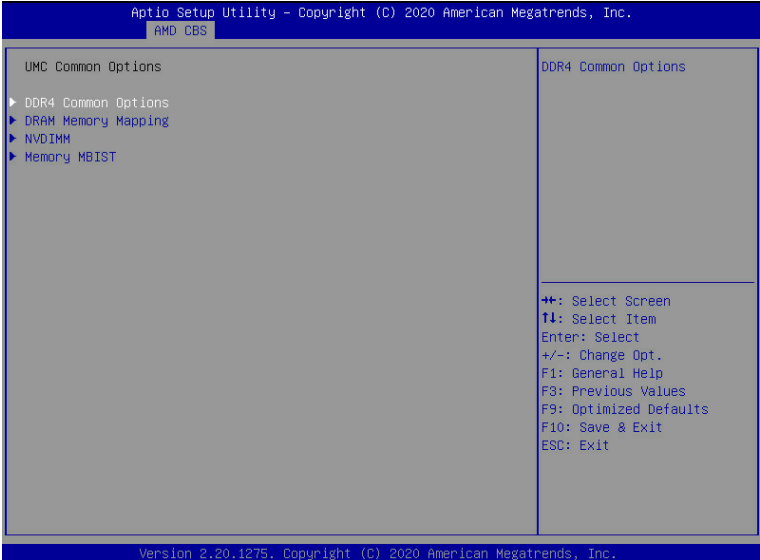 Aptio Setup Utility – Copyright (C) 2020 American Megatrends, Inc.
AMD CBS
UMC Common Options
DDR4 Common Options
DRAM Memory Mapping
NVDIMM
Memory MBIST
DDR4 Common Options
→←: Select Screen
↑↓: Select Item
Enter: Select
+/-: Change Opt.
F1: General Help
F3: Previous Values
F9: Optimized Defaults
F10: Save & Exit
ESC: Exit
Version 2.20.1275. Copyright (C) 2020 American Megatrends, Inc.